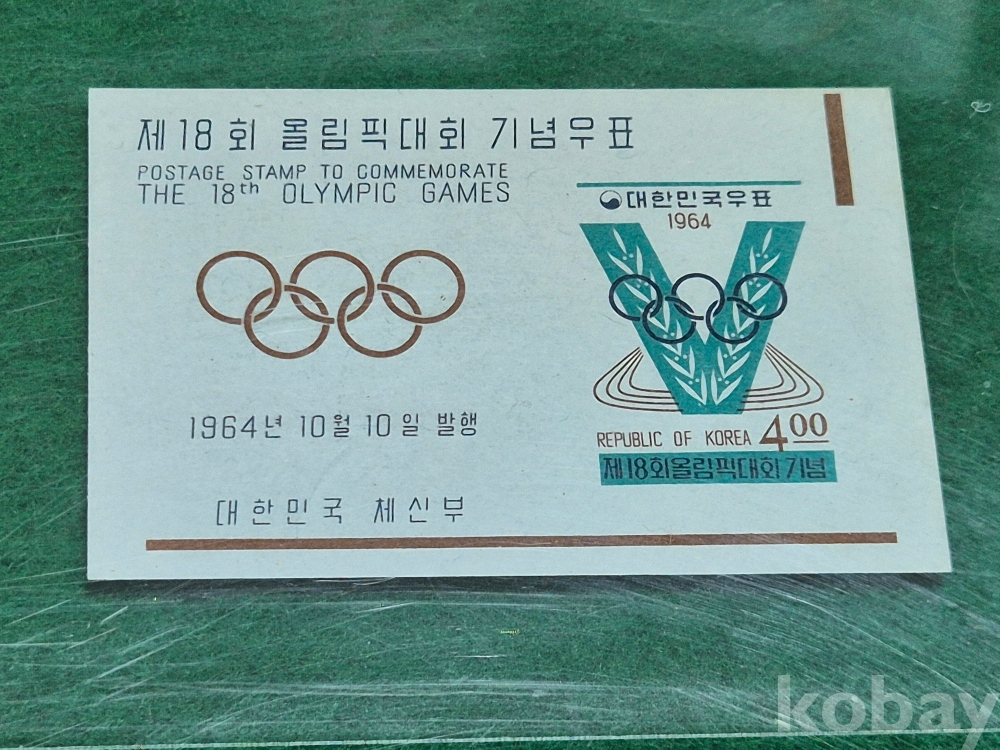 제18회 올림픽대회 기념우표
POSTAGE STAMP TO COMMEMORATE
THE 18th OLYMPIC GAMES
대한민국우표
1964
1964년 10월 10일 발행
REPUBLIC OF KOREA 4.00
제18회올림픽대회기념
대한민국 체신부
kobay